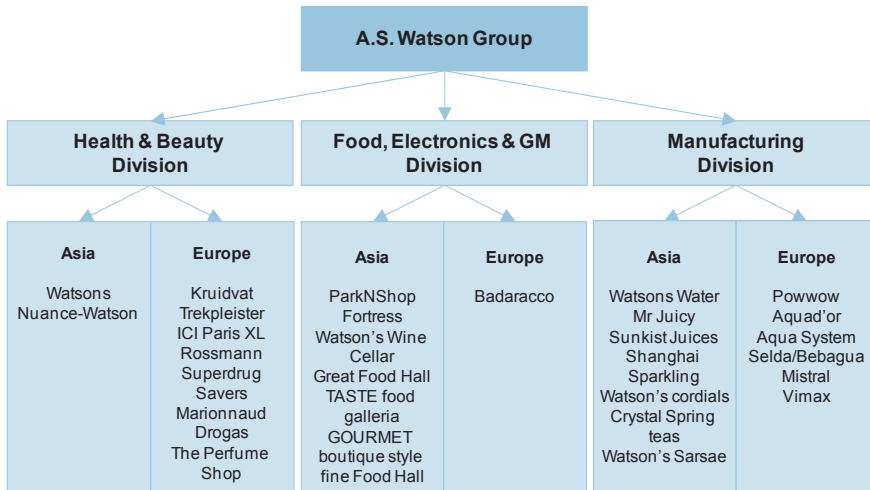 A.S. Watson Group
Health & Beauty
Division
Food, Electronics & GM
Division
Manufacturing
Division
Asia
Watsons
Nuance-Watson
Europe
Kruidvat
Trekpleister
ICI Paris XL
Rossmann
Superdrug
Savers
Marionnaud
Drogas
The Perfume
Shop
Asia
ParkNShop
Fortress
Watson's Wine
Cellar
Great Food Hall
TASTE food
galleria
GOURMET
boutique style
fine Food Hall
Europe
Badaracco
Asia
Watsons Water
Mr Juicy
Sunkist Juices
Shanghai
Sparkling
Watson's cordials
Crystal Spring
teas
Watson's Sarsae
Europe
Powwow
Aquad'or
Aqua System
Selda/Bebagua
Mistral
Vimax